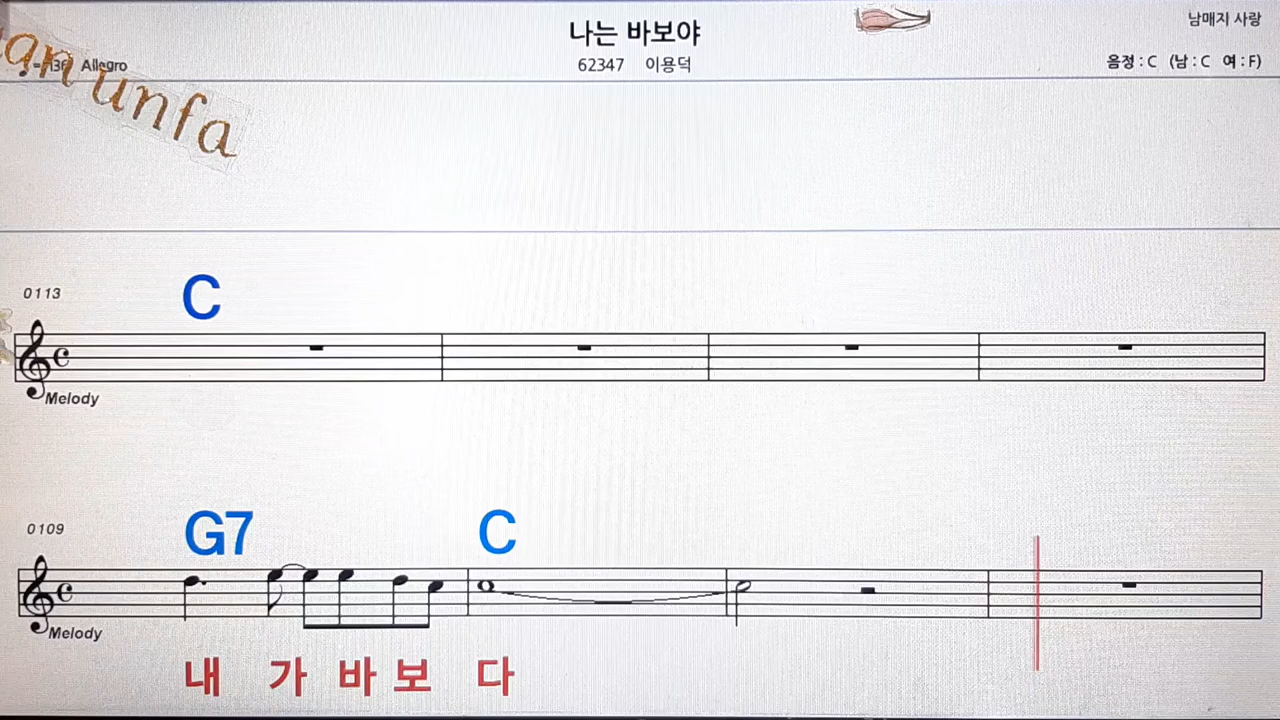 나는 바보야
남매지 사랑
Allegro
62347 이용덕
음정 : C (남 : C 여 : F)
an unfa
C
0113
Melody
G7 C
0109
Melody
내 가 바 보 다